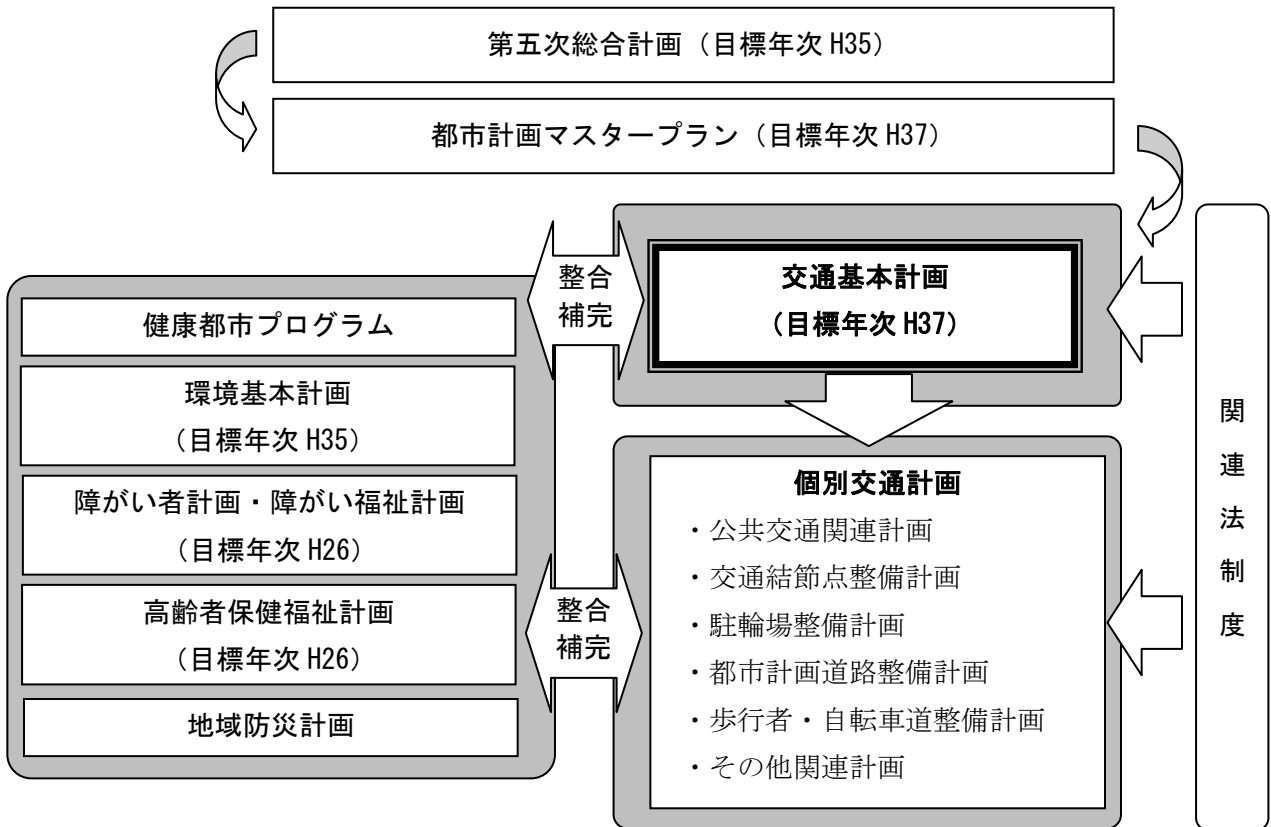 第五次総合計画（目標年次 H35）
都市計画マスタープラン（目標年次 H37）
整合
補完
交通基本計画
（目標年次 H37）
健康都市プログラム
環境基本計画
（目標年次 H35）
障がい者計画・障がい福祉計画
（目標年次 H26）
高齢者保健福祉計画
（目標年次 H26）
地域防災計画
整合
補完
個別交通計画
・公共交通関連計画
・交通結節点整備計画
・駐輪場整備計画
・都市計画道路整備計画
・歩行者・自転車道整備計画
・その他関連計画
関連法制度